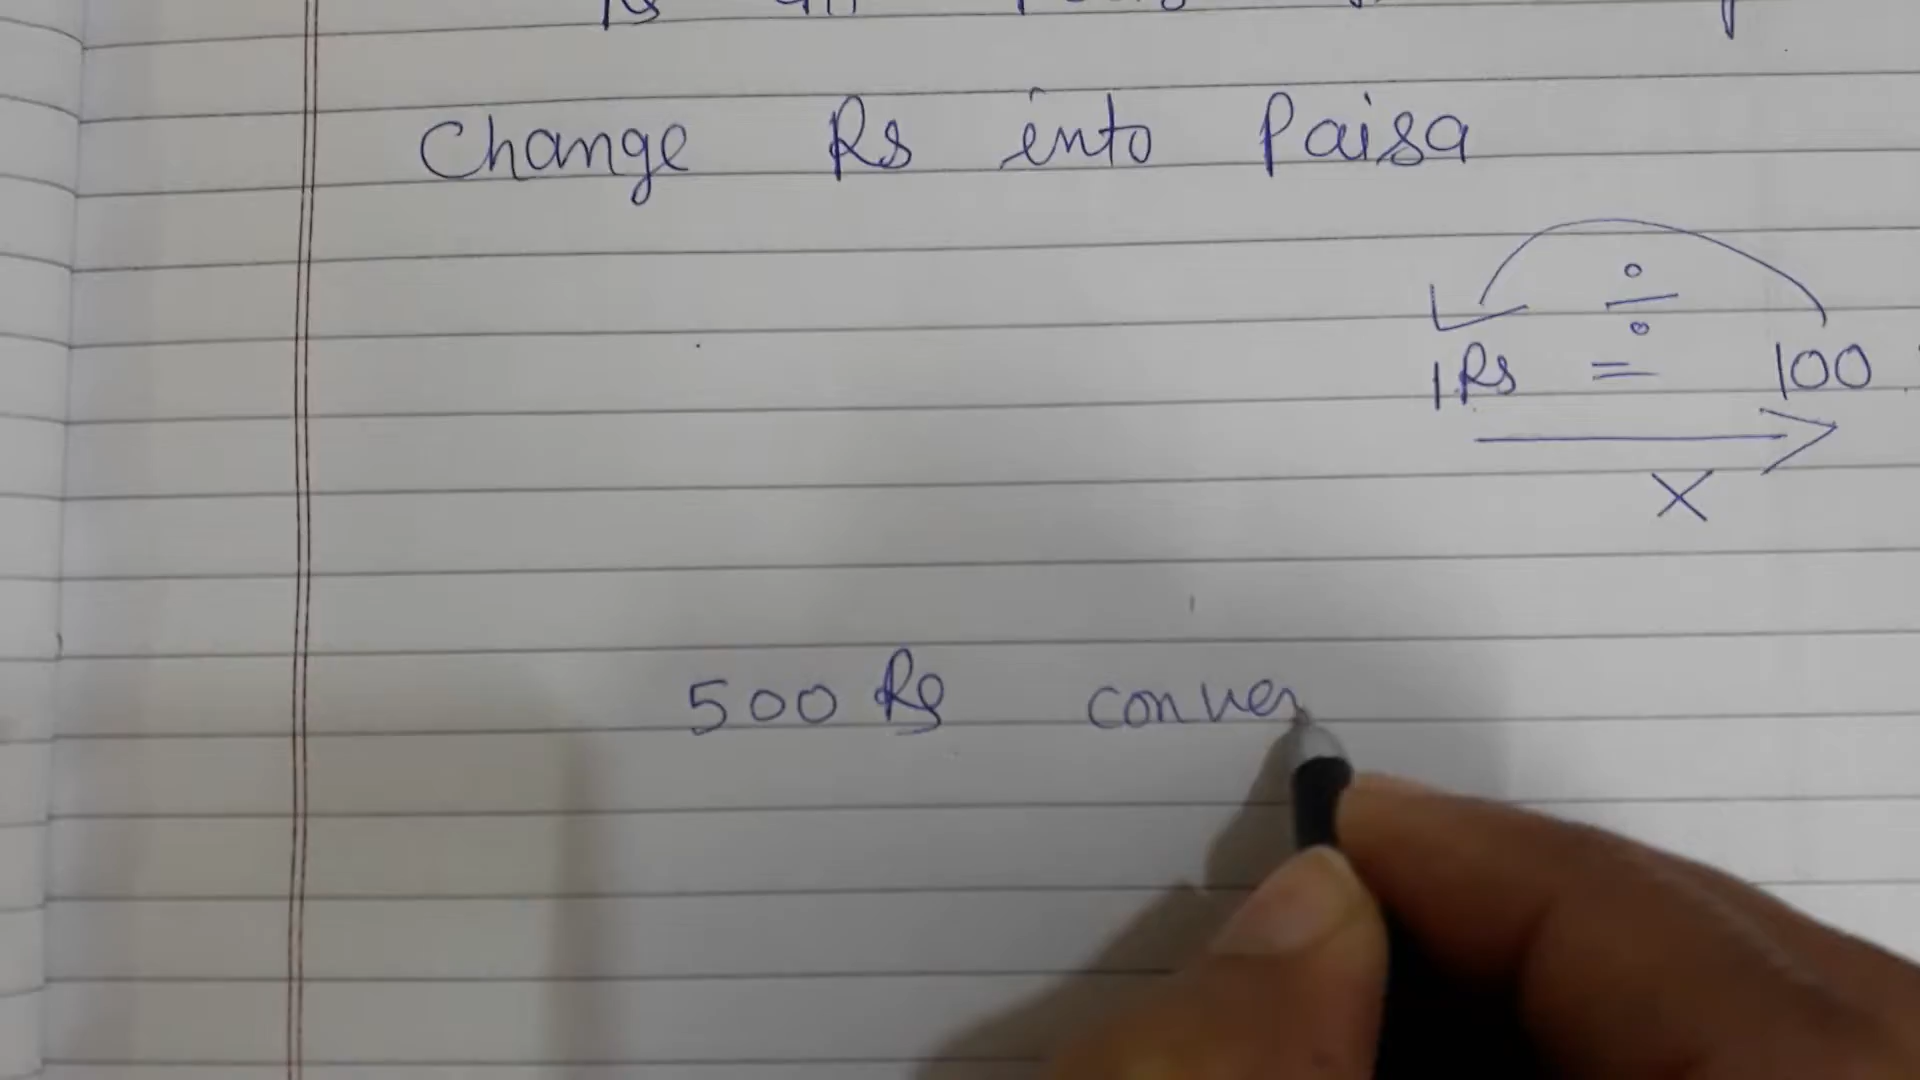 Change Rs into Paisa
÷
1Rs = 100
X
500 Rs conver